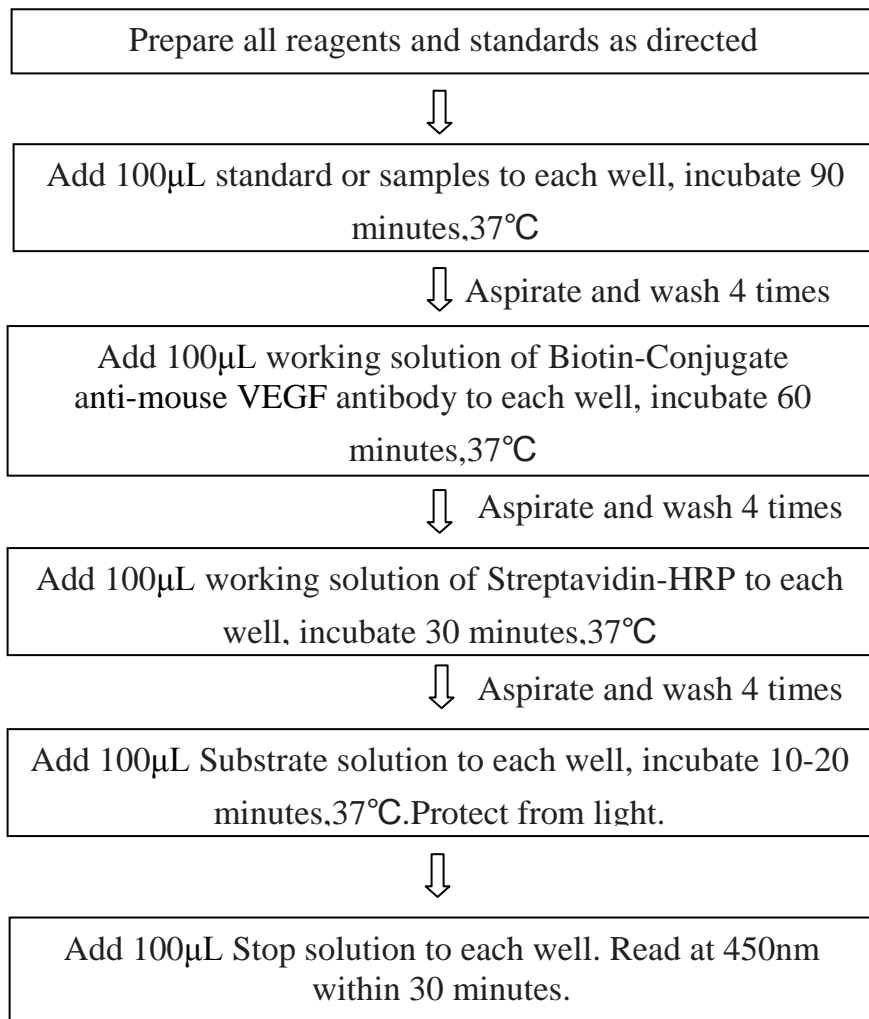 Prepare all reagents and standards as directed
Add 100μL standard or samples to each well, incubate 90
minutes,37℃
Aspirate and wash 4 times
Add 100μL working solution of Biotin-Conjugate
anti-mouse VEGF antibody to each well, incubate 60
minutes,37℃
Aspirate and wash 4 times
Add 100μL working solution of Streptavidin-HRP to each
well, incubate 30 minutes,37℃
Aspirate and wash 4 times
Add 100μL Substrate solution to each well, incubate 10-20
minutes,37℃.Protect from light.
Add 100μL Stop solution to each well. Read at 450nm
within 30 minutes.